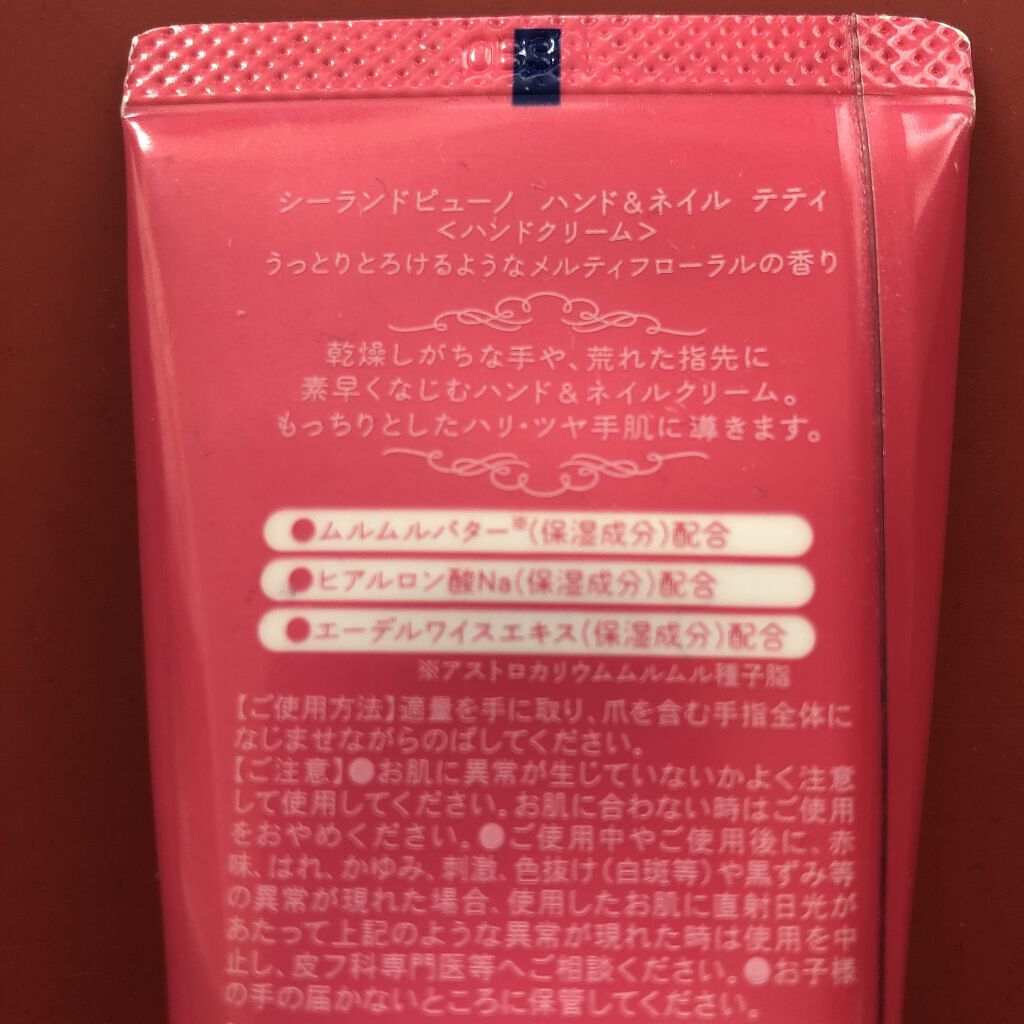 シーランドピューノ ハンド＆ネイル テティ
＜ハンドクリーム＞
うっとりとろけるようなメルティフローラルの香り
乾燥しがちな手や、荒れた指先に
素早くなじむハンド＆ネイルクリーム。
もっちりとしたハリ・ツヤ手肌に導きます。
●ムルムルバター※(保湿成分)配合
●ヒアルロン酸Na(保湿成分)配合
●エーデルワイスエキス(保湿成分)配合
※アストロカリウムムルムル種子脂
【ご使用方法】適量を手に取り、爪を含む手指全体に
なじませながらのばしてください。
【ご注意】●お肌に異常が生じていないかよく注意
して使用してください。お肌に合わない時はご使用
をおやめください。●ご使用中やご使用後に、赤
味、はれ、かゆみ、刺激、色抜け(白斑等)や黒ずみ等
の異常が現れた場合、使用したお肌に直射日光が
あたって上記のような異常が現れた時は使用を中
止し、皮フ科専門医等へご相談ください。●お子様
の手の届かないところに保管してください。